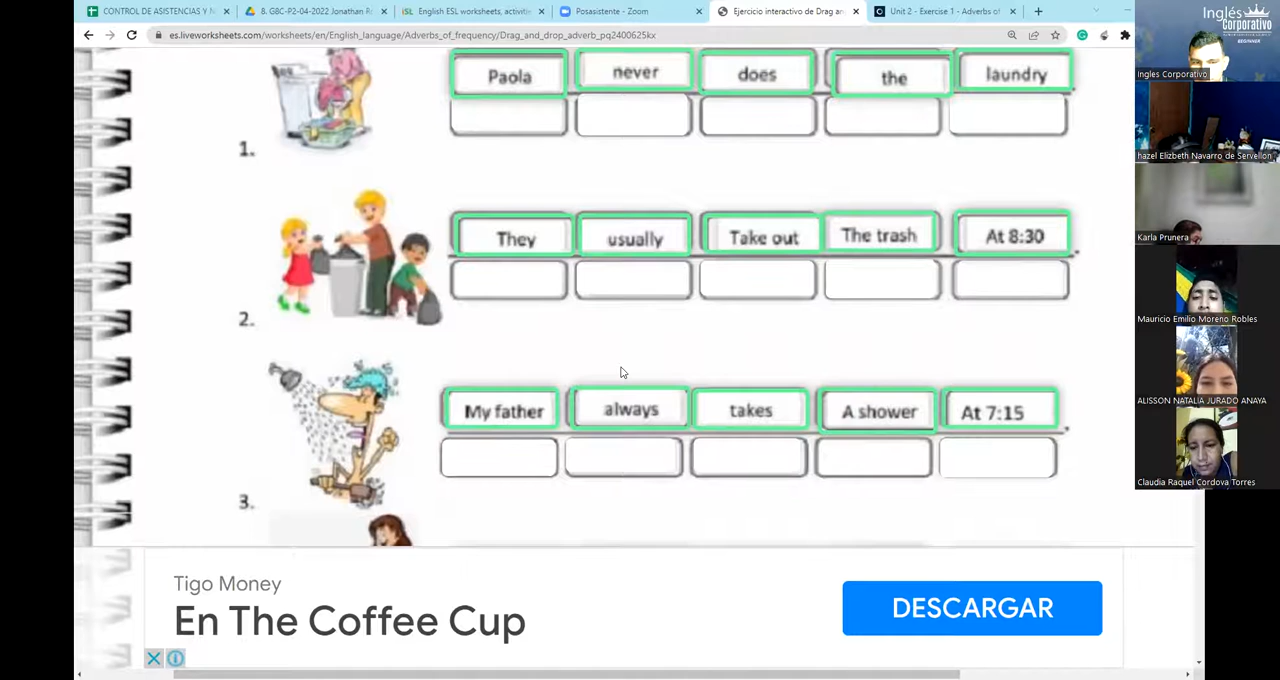 CONTROL DE ASISTENCIAS Y N
8. GBC-P2-04-2022 Jonathan R
English ESL worksheets, activitie
Posasistente - Zoom
Ejercicio interactivo de Drag an
Unit 2 - Exercise 1 - Adverbs of
es.liveworksheets.com/worksheets/en/English_language/Adverbs_of_frequency/Drag_and_drop_adverb_pq2400625kx
Paola never does the laundry
1.
They usually Take out The trash At 8:30
2.
My father always takes A shower At 7:15
3.
Tigo Money
En The Coffee Cup
DESCARGAR
Inglés
Corporativo
BEGINNER
Ingles Corporativo
hazel Elizbeth Navarro de Servellon
Karla Prunera
Mauricio Emilio Moreno Robles
ALISSON NATALIA JURADO ANAYA
Claudia Raquel Cordova Torres